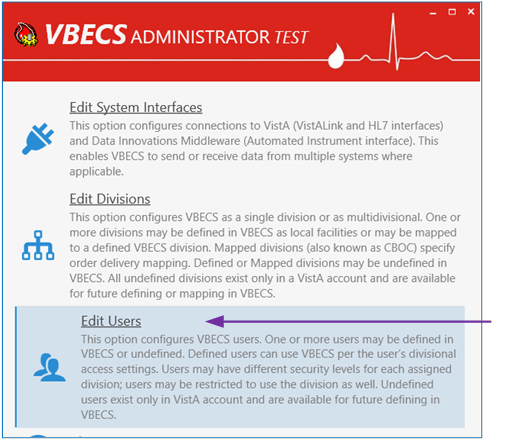 VBECS ADMINISTRATOR TEST
Edit System Interfaces
This option configures connections to VistA (VistALink and HL7 interfaces)
and Data Innovations Middleware (Automated Instrument interface). This
enables VBECS to send or receive data from multiple systems where
applicable.
Edit Divisions
This option configures VBECS as a single division or as multidivisional. One or
more divisions may be defined in VBECS as local facilities or may be mapped
to a defined VBECS division. Mapped divisions (also known as CBOC) specify
order delivery mapping. Defined or Mapped divisions may be undefined in
VBECS. All undefined divisions exist only in a VistA account and are available
for future defining or mapping in VBECS.
Edit Users
This option configures VBECS users. One or more users may be defined in
VBECS or undefined. Defined users can use VBECS per the user's divisional
access settings. Users may have different security levels for each assigned
division; users may be restricted to use the division as well. Undefined
users exist only in VistA account and are available for future defining in
VBECS.